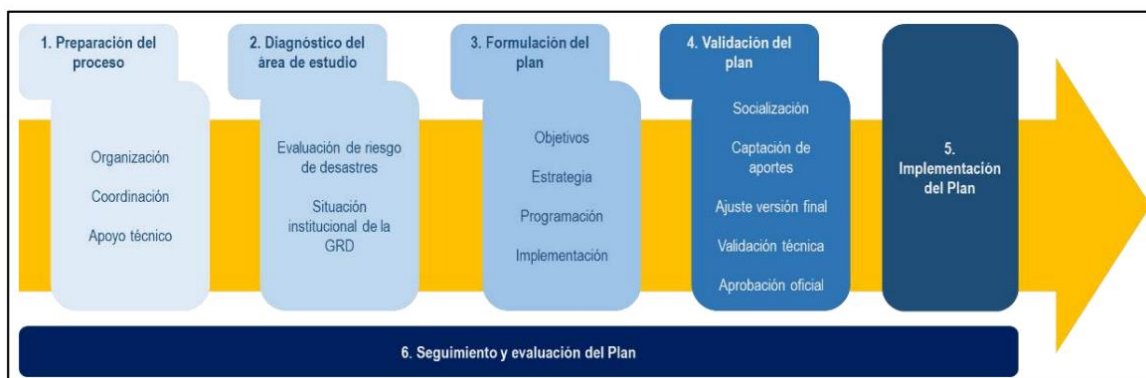 1. Preparación del
proceso
Organización
Coordinación
Apoyo técnico
2. Diagnóstico del
área de estudio
Evaluación de riesgo
de desastres
Situación
institucional de la
GRD
3. Formulación del
plan
Objetivos
Estrategia
Programación
Implementación
4. Validación del
plan
Socialización
Captación de
aportes
Ajuste versión final
Validación técnica
Aprobación oficial
5.
Implementación
del Plan
6. Seguimiento y evaluación del Plan